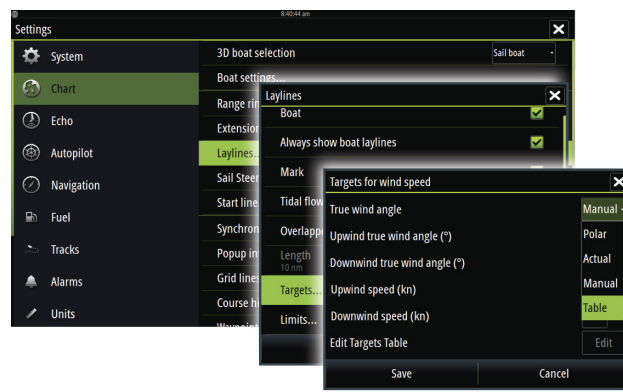 8:40:44 am
Settings
System
Chart
Echo
Autopilot
Navigation
Fuel
Tracks
Alarms
Units
3D boat selection
Sail boat
Boat settings...
Range rin
Extension
Laylines...
Sail Steer
Start line
Synchron
Popup in
Grid lines
Course h
Waypoint
Laylines
Boat
Always show boat laylines
Mark
Tidal flow
Overlapp
Length
10 nm
Targets...
Limits...
Targets for wind speed
True wind angle
Manual
Upwind true wind angle (°)
Polar
Downwind true wind angle (°)
Actual
Upwind speed (kn)
Manual
Downwind speed (kn)
Table
Edit Targets Table
Edit
Save
Cancel